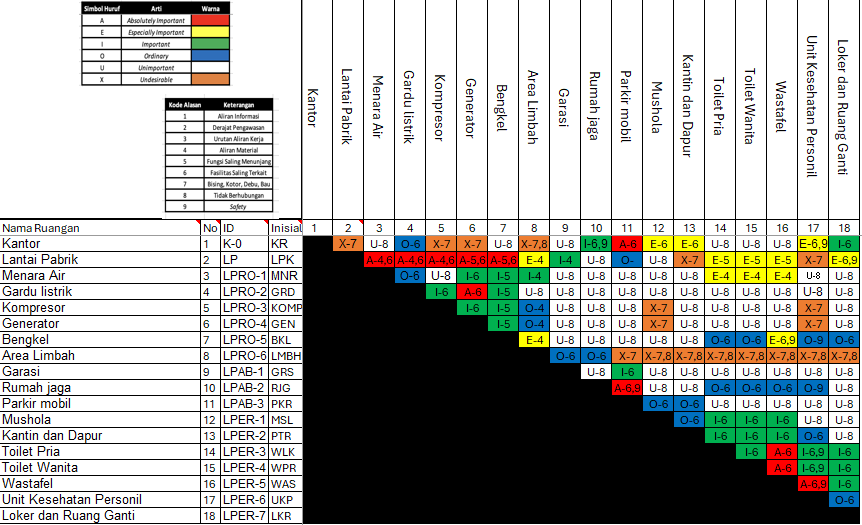 Simbol Huruf Arti Warna
A Absolutely Important
E Especially Important
I Important
O Ordinary
U Unimportant
X Undesirable
Kode Alasan Keterangan
1 Aliran Informasi
2 Derajat Pengawasan
3 Urutan Aliran Kerja
4 Aliran Material
5 Fungsi Saling Menunjang
6 Fasilitas Saling Terkait
7 Bising, Kotor, Debu, Bau
8 Tidak Berhubungan
9 Safety
Kantor
Lantai Pabrik
Menara Air
Gardu listrik
Kompresor
Generator
Bengkel
Area Limbah
Garasi
Rumah jaga
Parkir mobil
Mushola
Kantin dan Dapur
Toilet Pria
Toilet Wanita
Wastafel
Unit Kesehatan Personil
Loker dan Ruang Ganti
Nama Ruangan No ID Inisial 1 2 3 4 5 6 7 8 9 10 11 12 13 14 15 16 17 18
Kantor 1 K-0 KR X-7 U-8 O-6 X-7 X-7 U-8 X-7,8 U-8 I-6,9 A-6 E-6 E-6 U-8 U-8 U-8 E-6,9 I-6
Lantai Pabrik 2 LP LPK A-4,6 A-4,6 A-4,6 A-5,6 A-5,6 E-4 I-4 U-8 O- U-8 X-7 E-5 E-5 E-5 X-7 E-6,9
Menara Air 3 LPRO-1 MNR O-6 U-8 I-6 I-5 I-4 U-8 U-8 U-8 U-8 U-8 E-4 E-4 E-4 U-8 U-8
Gardu listrik 4 LPRO-2 GRD I-6 A-6 I-5 U-8 U-8 U-8 U-8 U-8 U-8 U-8 U-8 U-8 U-8 U-8
Kompresor 5 LPRO-3 KOMP I-6 I-5 O-4 U-8 U-8 U-8 X-7 U-8 U-8 U-8 U-8 X-7 U-8
Generator 6 LPRO-4 GEN I-5 O-4 U-8 U-8 U-8 X-7 U-8 U-8 U-8 U-8 X-7 U-8
Bengkel 7 LPRO-5 BKL E-4 U-8 U-8 U-8 U-8 U-8 O-6 O-6 E-6,9 O-9 O-6
Area Limbah 8 LPRO-6 LMBH O-6 O-6 X-7 X-7,8 X-7,8 X-7,8 X-7,8 X-7,8 X-7,8 X-7,8
Garasi 9 LPAB-1 GRS U-8 I-6 U-8 U-8 U-8 U-8 U-8 U-8 U-8
Rumah jaga 10 LPAB-2 RJG A-6,9 U-8 U-8 O-6 O-6 O-6 O-9 U-8
Parkir mobil 11 LPAB-3 PKR O-6 O-6 U-8 U-8 U-8 U-8 U-8
Mushola 12 LPER-1 MSL O-6 I-6 I-6 I-6 U-8 U-8
Kantin dan Dapur 13 LPER-2 PTR I-6 I-6 I-6 O-6 U-8
Toilet Pria 14 LPER-3 WLK I-6 A-6 I-6,9 I-6
Toilet Wanita 15 LPER-4 WPR A-6 I-6,9 I-6
Wastafel 16 LPER-5 WAS A-6,9 I-6
Unit Kesehatan Personil 17 LPER-6 UKP O-6
Loker dan Ruang Ganti 18 LPER-7 LKR